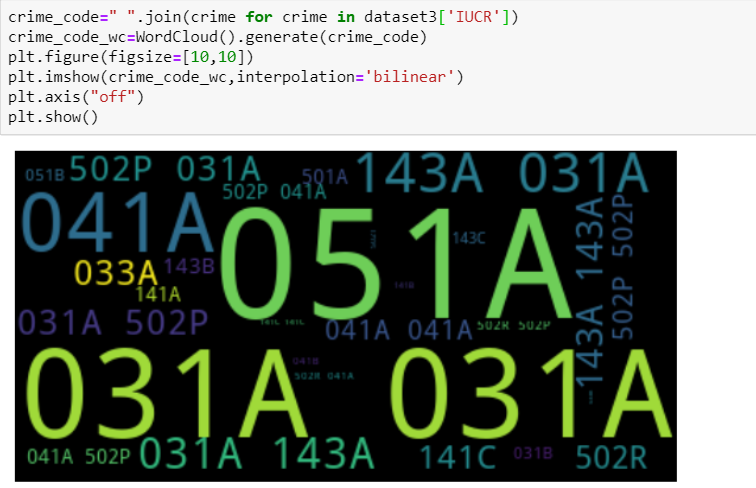 crime_code=" ".join(crime for crime in dataset3['IUCR'])
crime_code_wc=WordCloud().generate(crime_code)
plt.figure(figsize=[10,10])
plt.imshow(crime_code_wc,interpolation='bilinear')
plt.axis("off")
plt.show()
051B 502P 031A 501A 143A 031A
502P 041A
041A 051A 143C
143A 143A 502P
033A 143B
141A
141B
031A 502P
141C 141C
041A 041A 502R 502P
502P
031A 031A
041B
502R 041A
041A 502P 031A 143A 141C 031B 502R